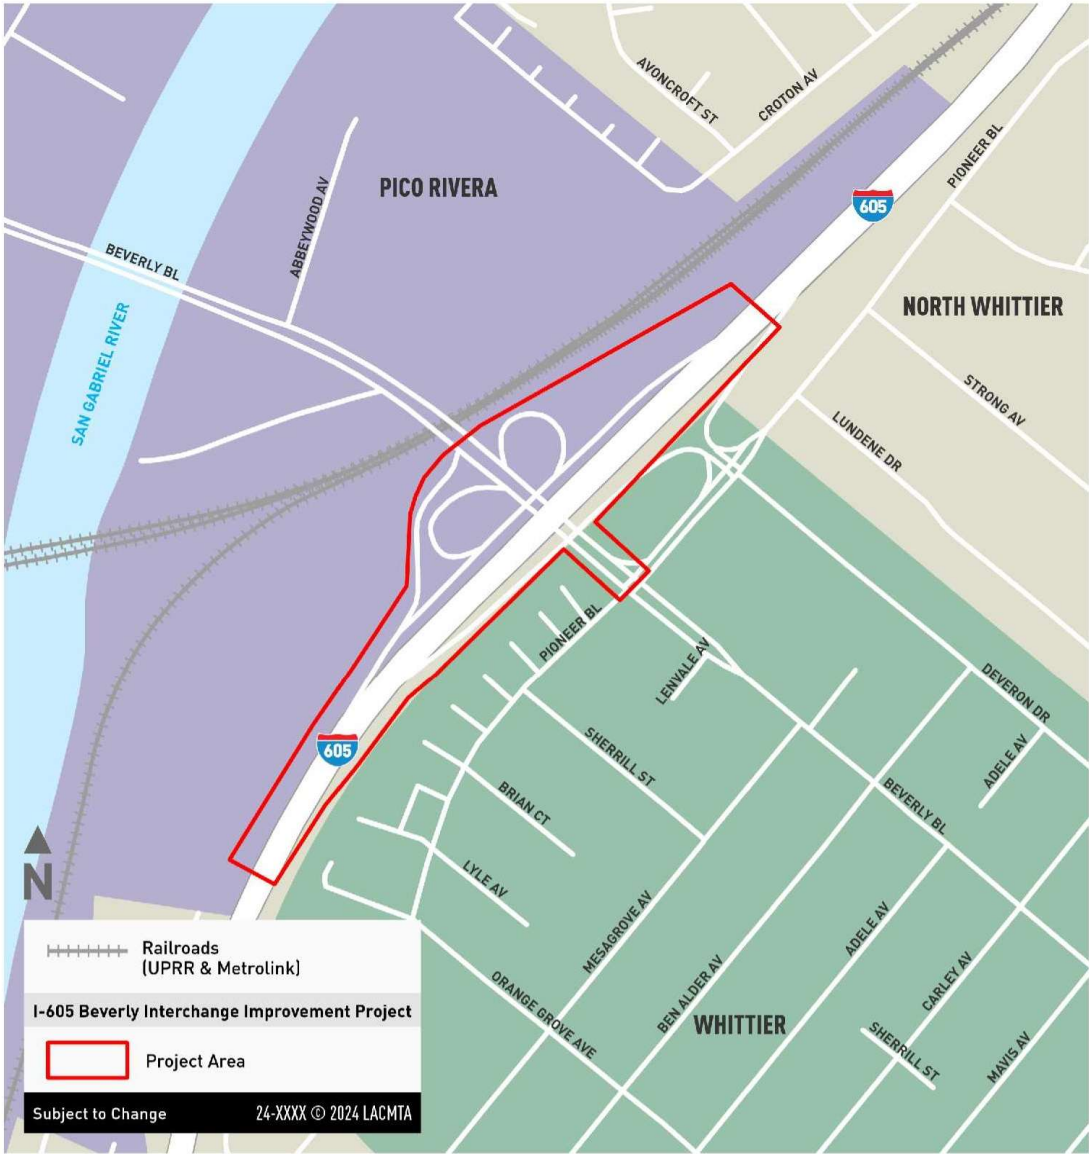 AVONCROFT ST
CROTON AV
PIONEER BL
PICO RIVERA
605
ABBEYWOOD AV
BEVERLY BL
NORTH WHITTIER
SAN GABRIEL RIVER
STRONG AV
LUNDENE DR
PIONEER BL
LENVALE AV
DEVERON DR
605
SHERRILL ST
ADELE AV
BRIAN CT
BEVERLY BL
N
LYLE AV
MESAGROVE AV
ADELE AV
BEN ALDER AV
CARLEY AV
ORANGE GROVE AVE
WHITTIER
SHERRILL ST
MAVIS AV
Railroads
(UPRR & Metrolink)
I-605 Beverly Interchange Improvement Project
Project Area
Subject to Change 24-XXXX © 2024 LACMTA